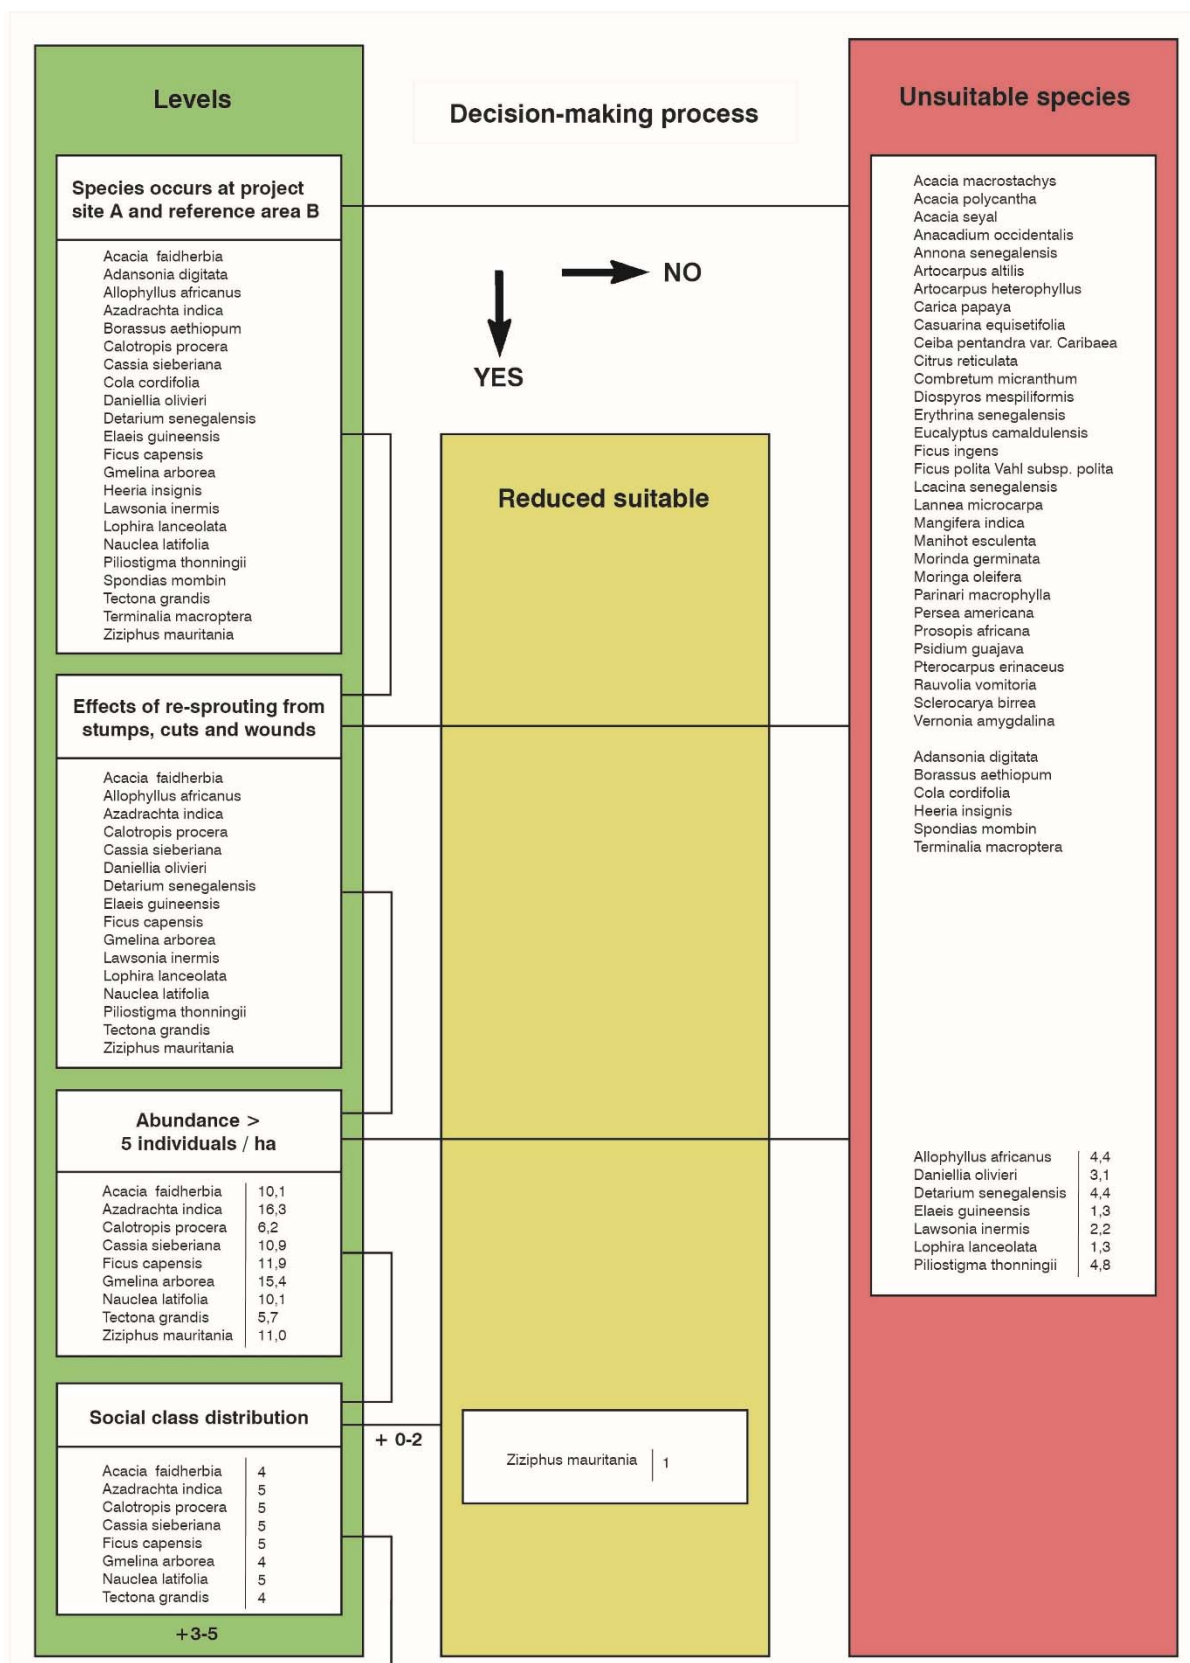 Levels
Decision-making process
Unsuitable species
Species occurs at project
site A and reference area B
Acacia faidherbia
Adansonia digitata
Allophyllus africanus
Azadrachta indica
Borassus aethiopum
Calotropis procera
Cassia sieberiana
Cola cordifolia
Daniellia olivieri
Detarium senegalensis
Elaeis guineensis
Ficus capensis
Gmelina arborea
Heeria insignis
Lawsonia inermis
Lophira lanceolata
Nauclea latifolia
Piliostigma thonningii
Spondias mombin
Tectona grandis
Terminalia macroptera
Ziziphus mauritania
Effects of re-sprouting from
stumps, cuts and wounds
Acacia faidherbia
Allophyllus africanus
Azadrachta indica
Calotropis procera
Cassia sieberiana
Daniellia olivieri
Detarium senegalensis
Elaeis guineensis
Ficus capensis
Gmelina arborea
Lawsonia inermis
Lophira lanceolata
Nauclea latifolia
Piliostigma thonningii
Tectona grandis
Ziziphus mauritania
Abundance >
5 individuals / ha
Acacia faidherbia 10,1
Azadrachta indica 16,3
Calotropis procera 6,2
Cassia sieberiana 10,9
Ficus capensis 11,9
Gmelina arborea 15,4
Nauclea latifolia 10,1
Tectona grandis 5,7
Ziziphus mauritania 11,0
Social class distribution
Acacia faidherbia 4
Azadrachta indica 5
Calotropis procera 5
Cassia sieberiana 5
Ficus capensis 5
Gmelina arborea 4
Nauclea latifolia 5
Tectona grandis 4
+3-5
NO
YES
Reduced suitable
+ 0-2
Ziziphus mauritania 1
Acacia macrostachys
Acacia polycantha
Acacia seyal
Anacadium occidentalis
Annona senegalensis
Artocarpus altilis
Artocarpus heterophyllus
Carica papaya
Casuarina equisetifolia
Ceiba pentandra var. Caribaea
Citrus reticulata
Combretum micranthum
Diospyros mespiliformis
Erythrina senegalensis
Eucalyptus camaldulensis
Ficus ingens
Ficus polita Vahl subsp. polita
Lcacina senegalensis
Lannea microcarpa
Mangifera indica
Manihot esculenta
Morinda germinata
Moringa oleifera
Parinari macrophylla
Persea americana
Prosopis africana
Psidium guajava
Pterocarpus erinaceus
Rauvolia vomitoria
Sclerocarya birrea
Vernonia amygdalina
Adansonia digitata
Borassus aethiopum
Cola cordifolia
Heeria insignis
Spondias mombin
Terminalia macroptera
Allophyllus africanus 4,4
Daniellia olivieri 3,1
Detarium senegalensis 4,4
Elaeis guineensis 1,3
Lawsonia inermis 2,2
Lophira lanceolata 1,3
Piliostigma thonningii 4,8